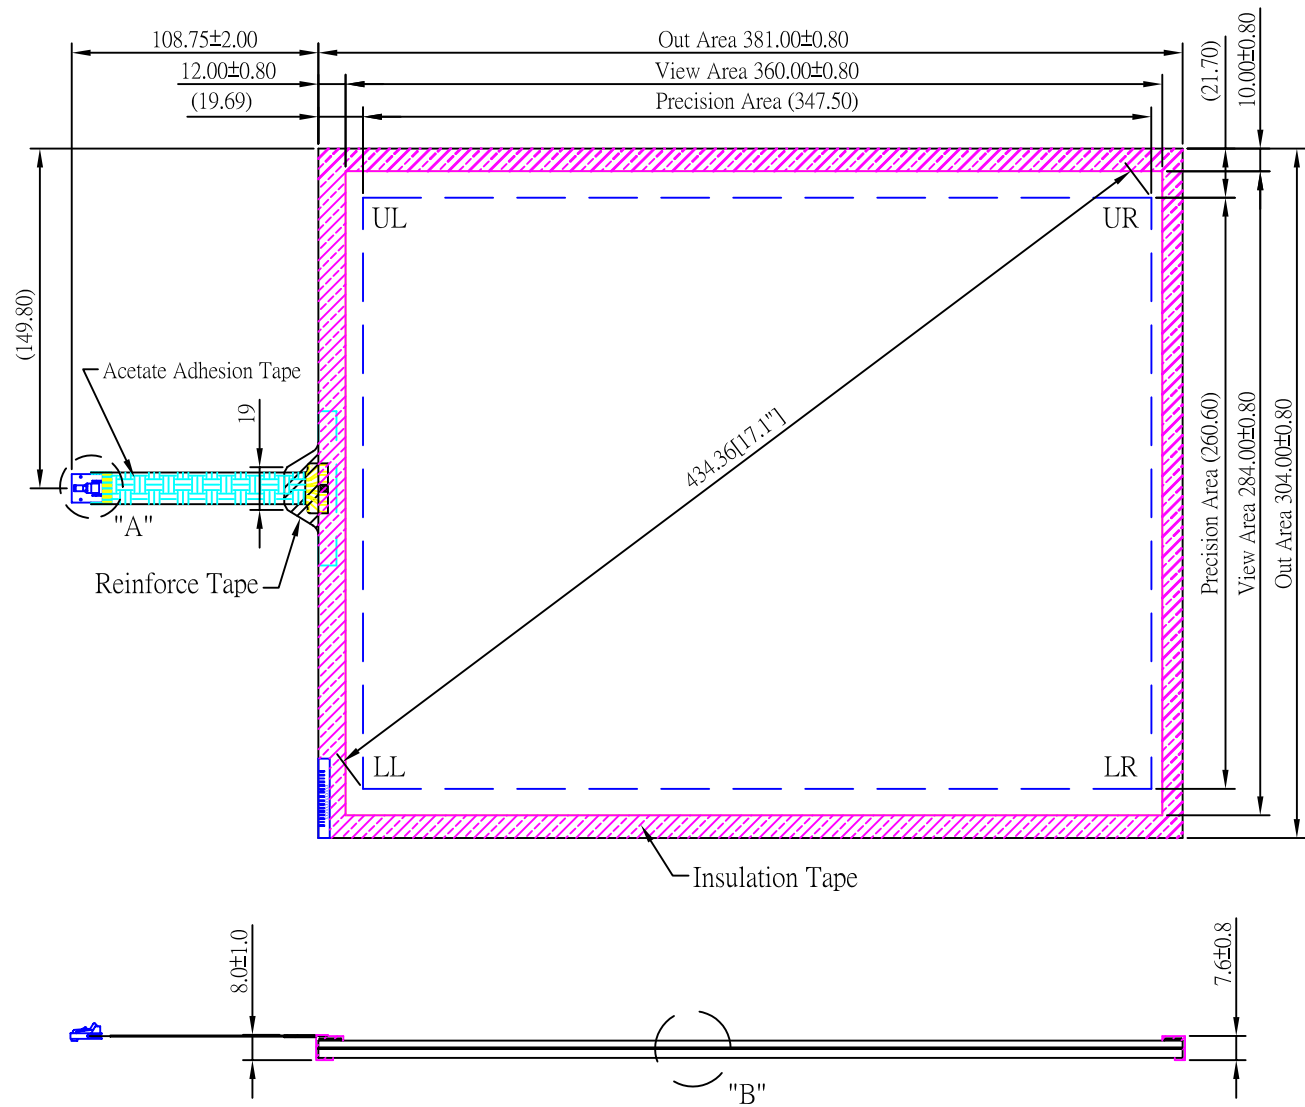 108.75±2.00
Out Area 381.00±0.80
12.00±0.80
View Area 360.00±0.80
(19.69)
Precision Area (347.50)
(21.70)
10.00±0.80
UL
UR
(149.80)
Acetate Adhesion Tape
19
434.36[17.1"]
Precision Area (260.60)
View Area 284.00±0.80
Out Area 304.00±0.80
"A"
Reinforce Tape
LL
LR
Insulation Tape
8.0±1.0
7.6±0.8
"B"